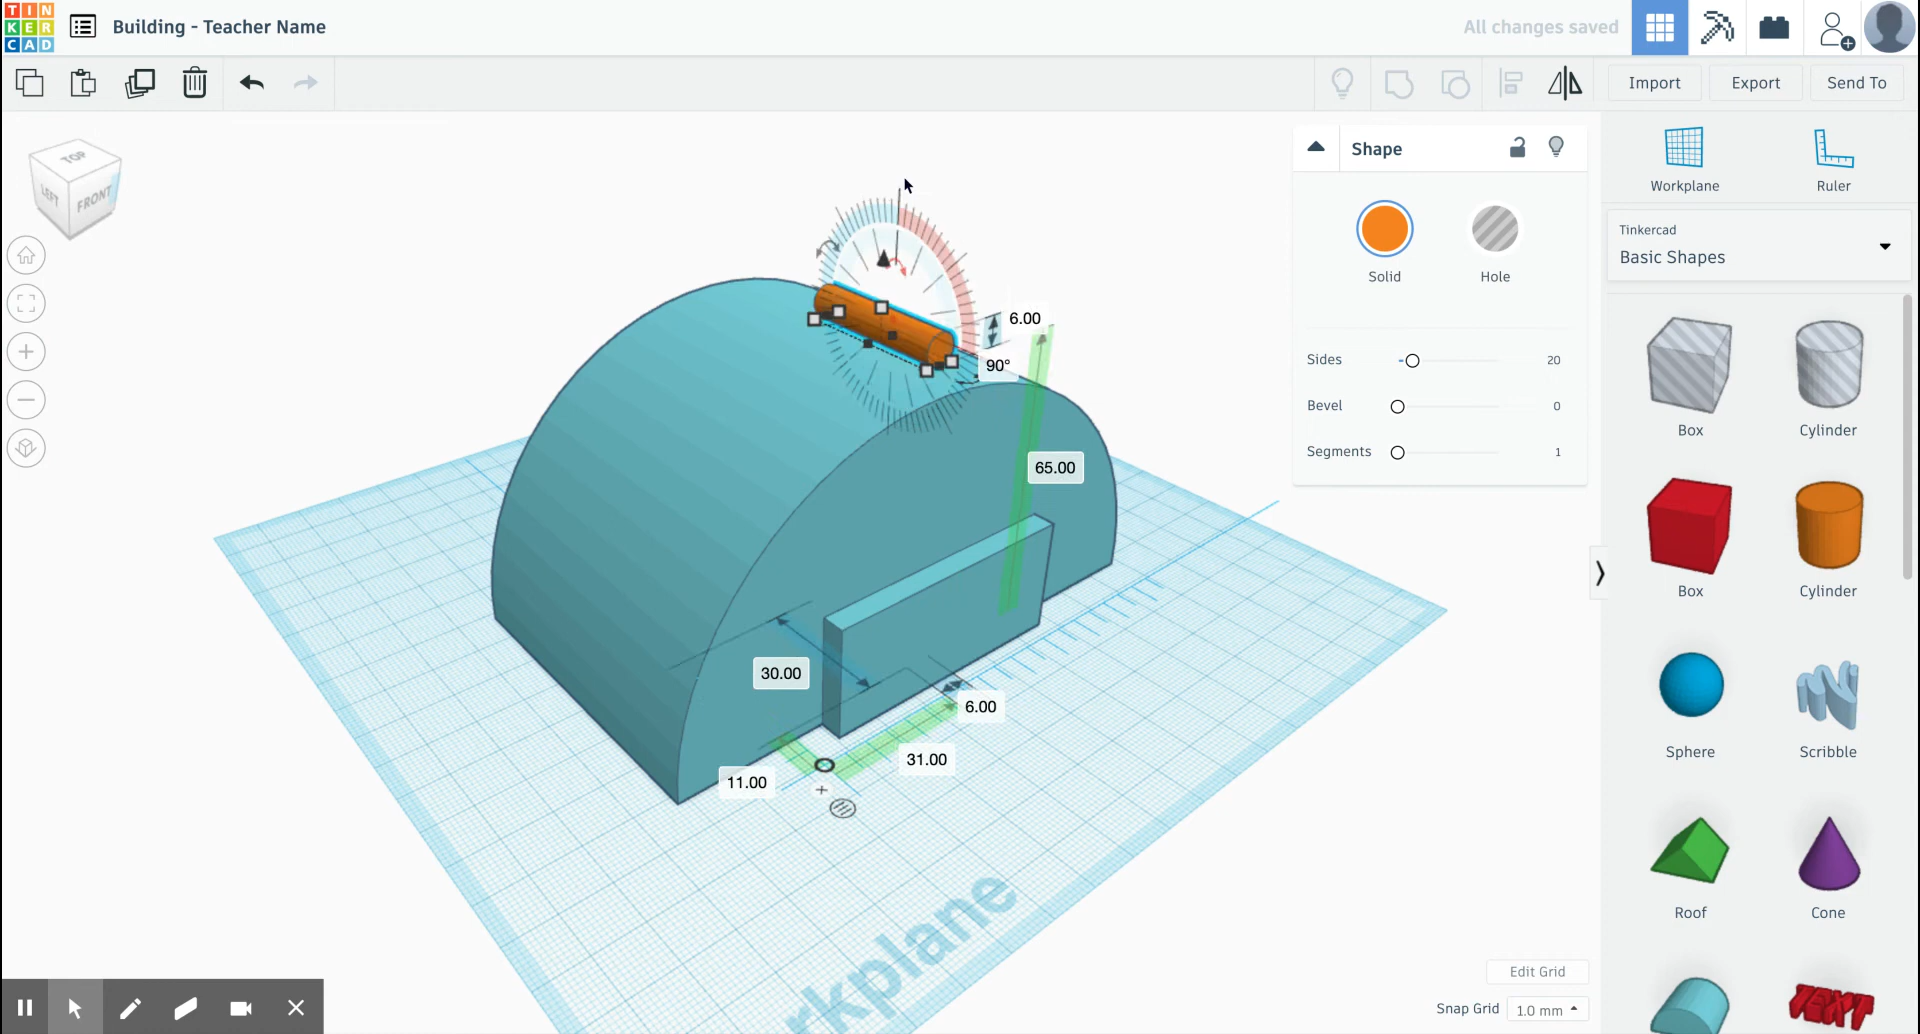 TIN
KER
CAD
Building - Teacher Name
All changes saved
Import
Export
Send To
TOP
LEFT
FRONT
Shape
Solid
Hole
Sides
20
Bevel
0
Segments
1
Workplane
Ruler
Tinkercad
Basic Shapes
Box
Cylinder
Box
Cylinder
Sphere
Scribble
Roof
Cone
TEXT
6.00
90°
65.00
30.00
6.00
31.00
11.00
rkplane
Edit Grid
Snap Grid
1.0 mm